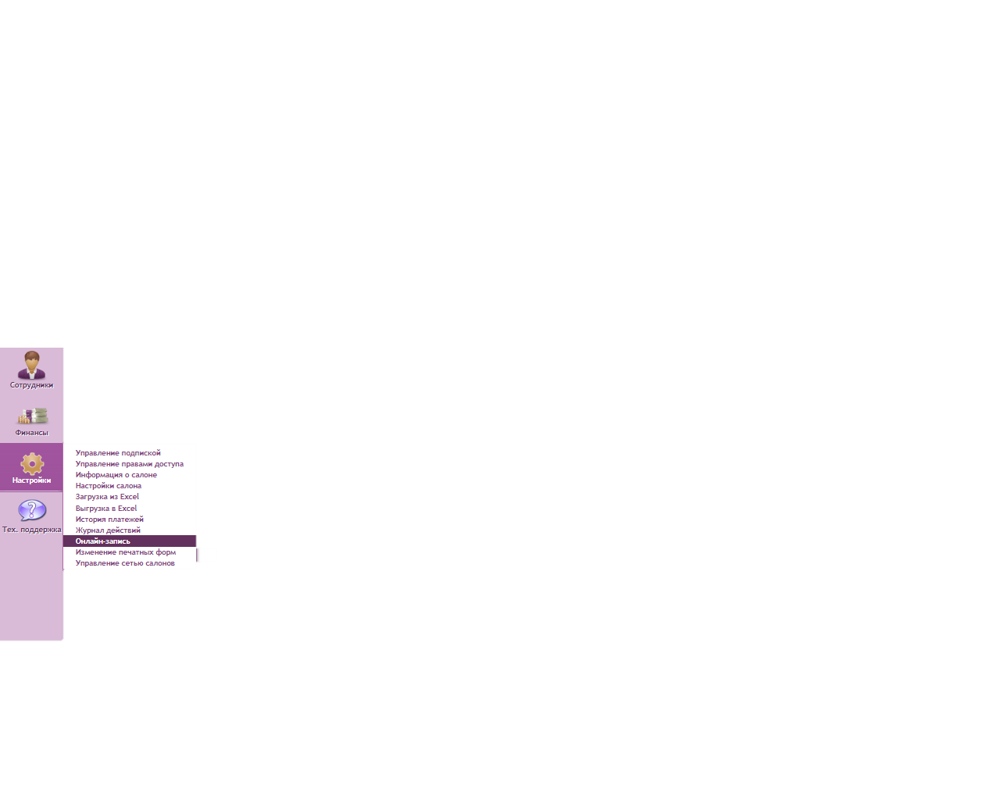 Сотрудники
Финансы
Настройки
Тех. поддержка
Управление подпиской
Управление правами доступа
Информация о салоне
Настройки салона
Загрузка из Excel
Выгрузка в Excel
История платежей
Журнал действий
Онлайн-запись
Изменение печатных форм
Управление сетью салонов